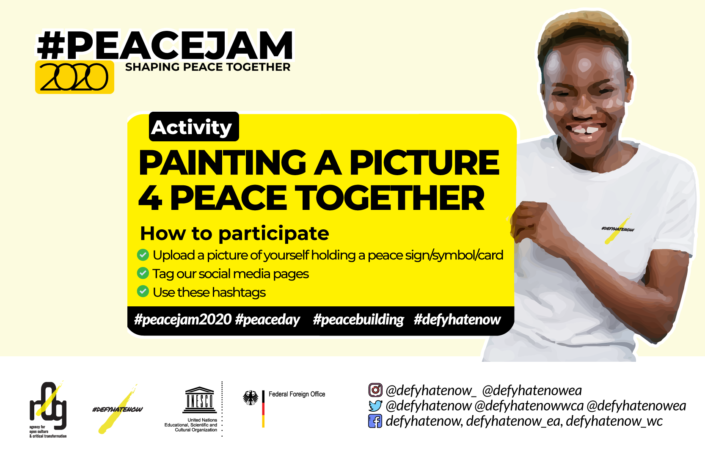 #PEACEJAM
2020 SHAPING PEACE TOGETHER
Activity
PAINTING A PICTURE
4 PEACE TOGETHER
How to participate
Upload a picture of yourself holding a peace sign/symbol/card
Tag our social media pages
Use these hashtags
#peacejam2020 #peaceday #peacebuilding #defyhatenow
#DEFYHATENOW
r0g
agency for
open culture
& critical transformation
#DEFYHATENOW
UNESCO
United Nations
Educational, Scientific and
Cultural Organization
Federal Foreign Office
@defyhatenow_ @defyhatenowea
@defyhatenow @defyhatenowwca @defyhatenowea
defyhatenow, defyhatenow_ea, defyhatenow_wc